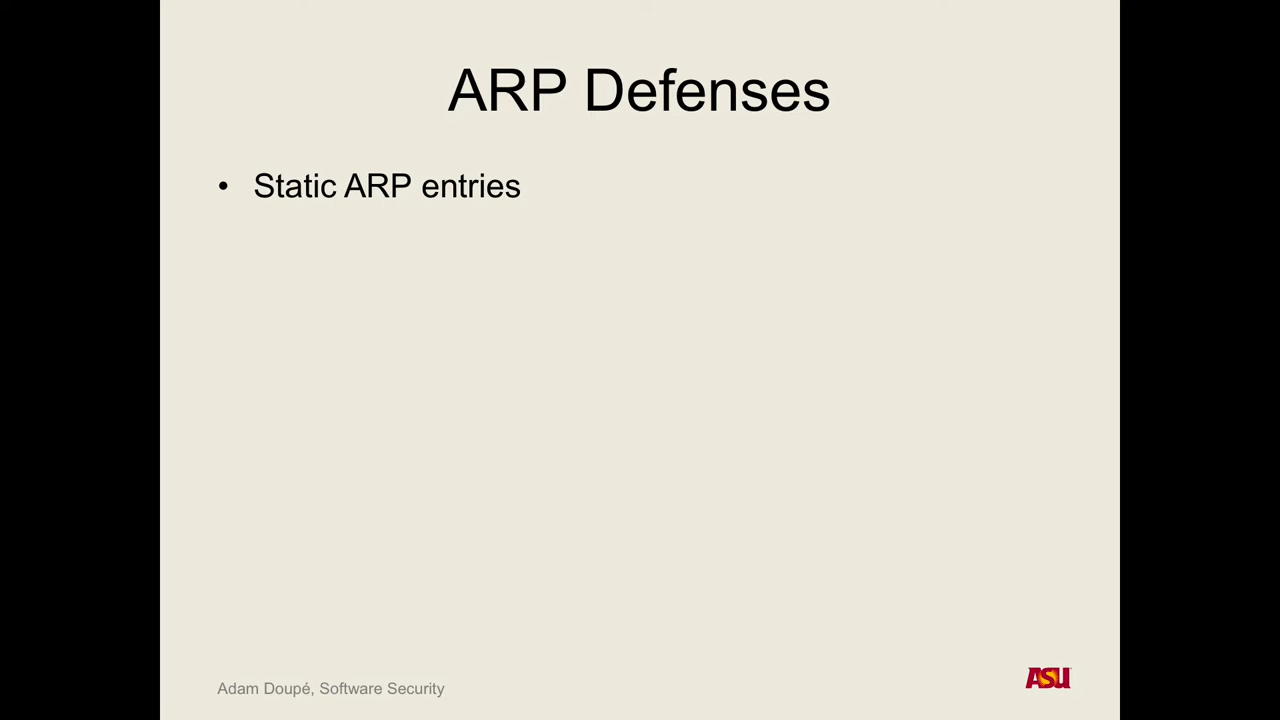 ARP Defenses
• Static ARP entries
Adam Doupé, Software Security
ASU